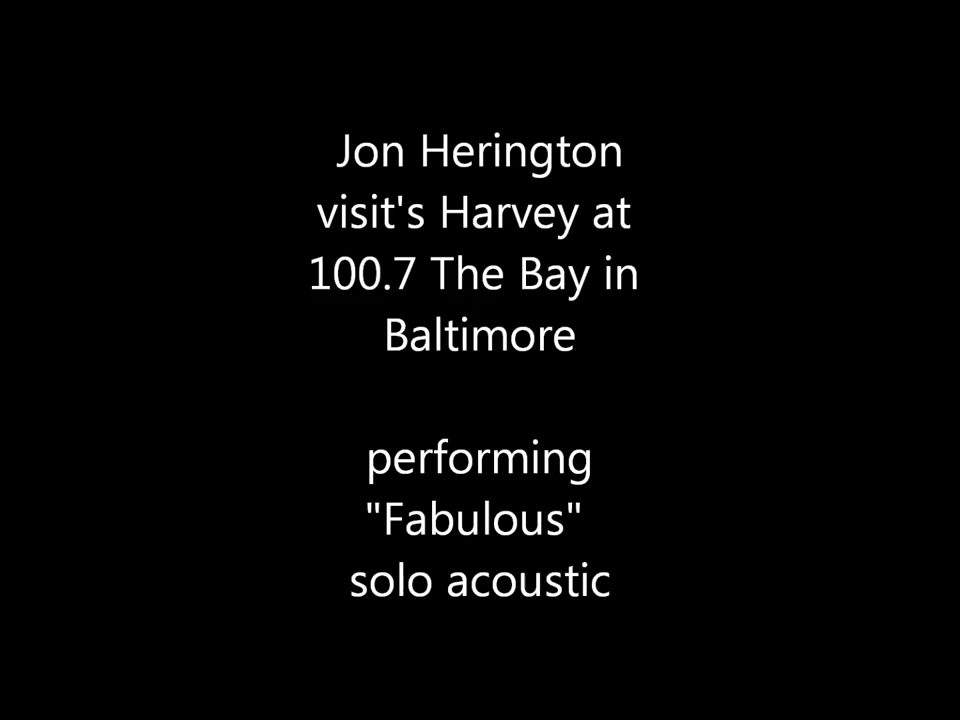 Jon Herington
visit's Harvey at
100.7 The Bay in
Baltimore
performing
"Fabulous"
solo acoustic